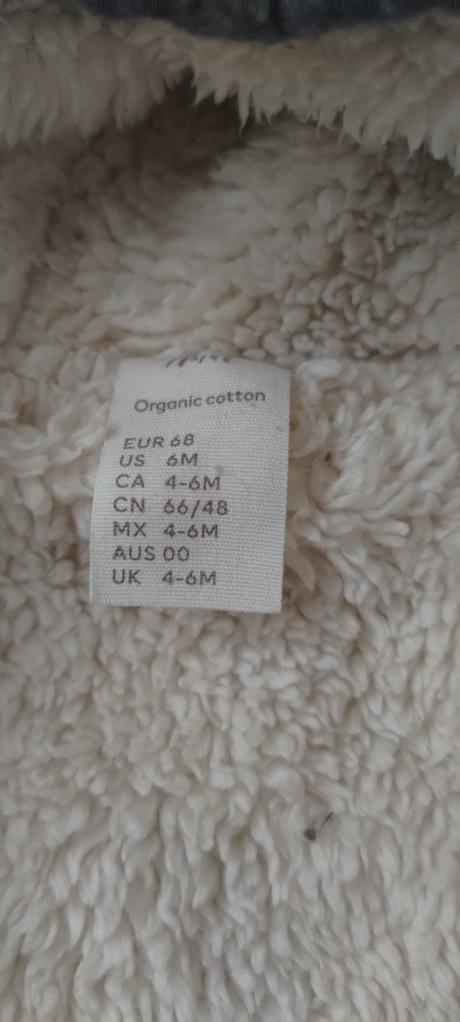 Organic cotton
EUR 68
US 6M
CA 4-6M
CN 66/48
MX 4-6M
AUS 00
UK 4-6M